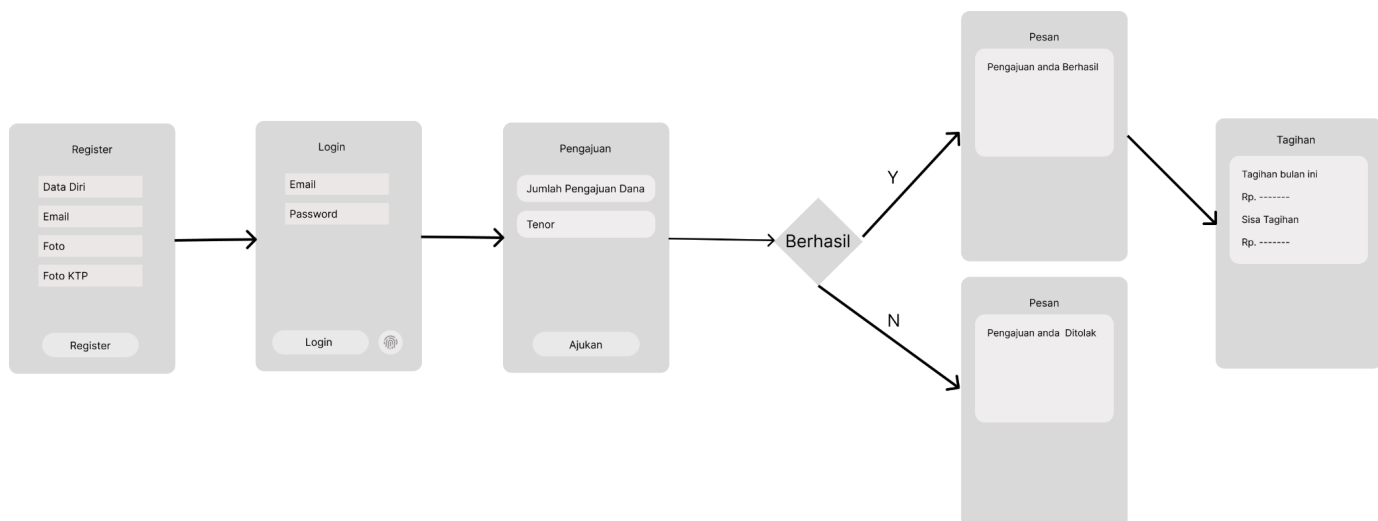 Register
Data Diri
Email
Foto
Foto KTP
Register
Login
Email
Password
Login
Pengajuan
Jumlah Pengajuan Dana
Tenor
Ajukan
Berhasil
Y
N
Pesan
Pengajuan anda Berhasil
Pesan
Pengajuan anda Ditolak
Tagihan
Tagihan bulan ini
Rp. -------
Sisa Tagihan
Rp. -------